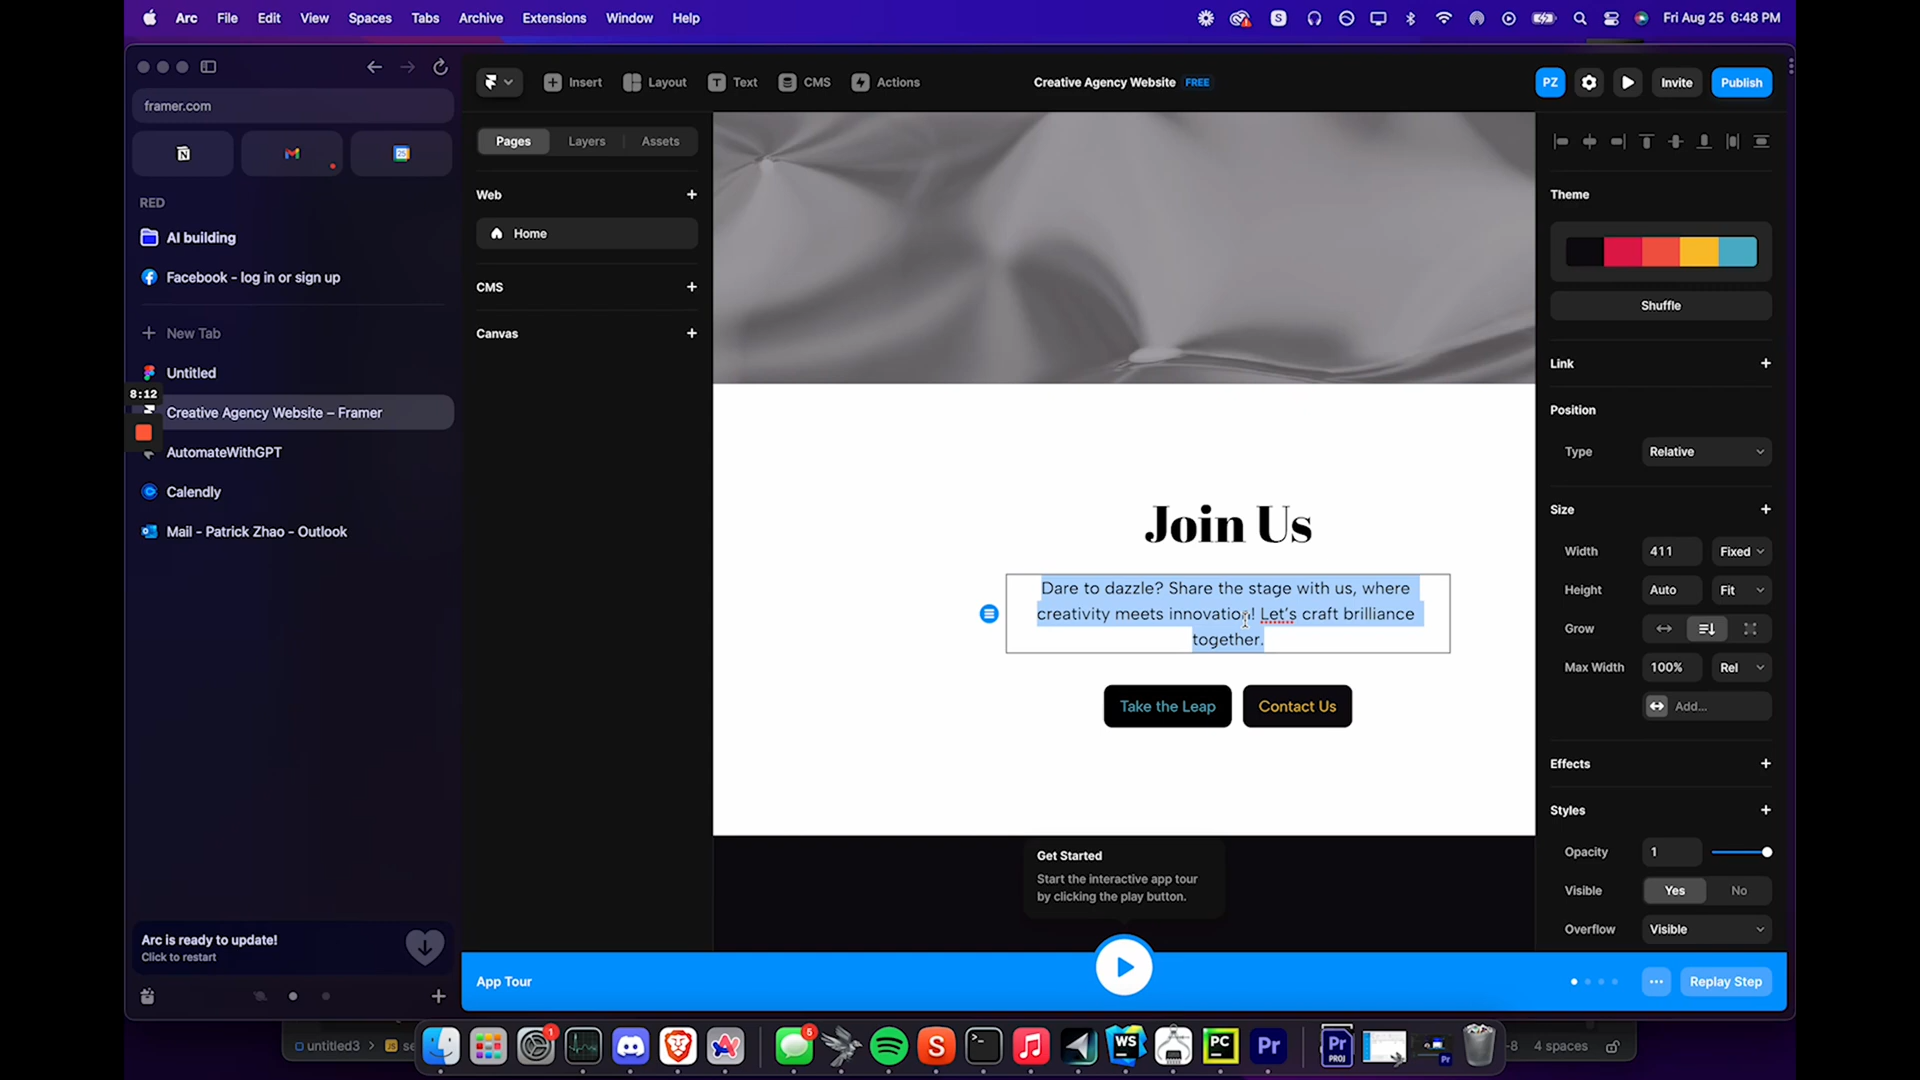 Arc File Edit View Spaces Tabs Archive Extensions Window Help
Fri Aug 25 6:48 PM
framer.com
RED
AI building
Facebook - log in or sign up
New Tab
Untitled
8:12
Creative Agency Website – Framer
AutomateWithGPT
Calendly
Mail - Patrick Zhao - Outlook
Arc is ready to update!
Click to restart
Insert Layout Text CMS Actions
Creative Agency Website FREE
PZ Invite Publish
Pages Layers Assets
Web
Home
CMS
Canvas
Join Us
Dare to dazzle? Share the stage with us, where
creativity meets innovation! Let's craft brilliance
together.
Take the Leap Contact Us
Get Started
Start the interactive app tour
by clicking the play button.
App Tour
Replay Step
Theme
Shuffle
Link
Position
Type Relative
Size
Width 411 Fixed
Height Auto Fit
Grow
Max Width 100% Rel
Add...
Effects
Styles
Opacity 1
Visible Yes No
Overflow Visible
untitled3
1
5
S
WS
PC
Pr
Pr
PROJ
4 spaces